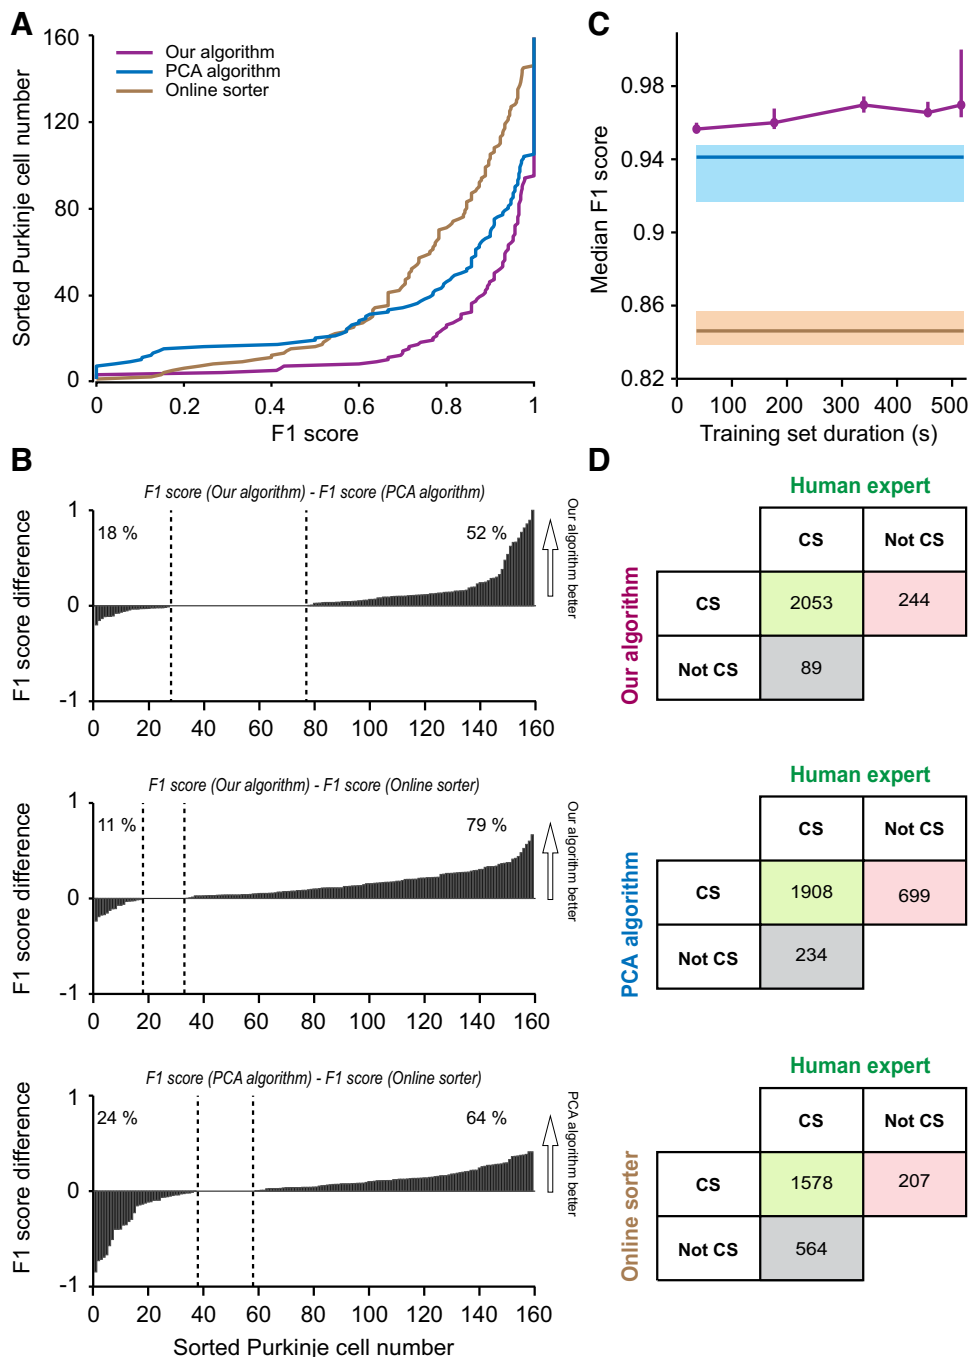 A
160
120
80
40
0
Sorted Purkinje cell number
Our algorithm
PCA algorithm
Online sorter
0 0.2 0.4 0.6 0.8 1
F1 score
C
0.98
0.94
0.9
0.86
0.82
Median F1 score
0 100 200 300 400 500
Training set duration (s)
B
F1 score (Our algorithm) - F1 score (PCA algorithm)
1
0
-1
F1 score difference
18 %
52 %
Our algorithm better
0 20 40 60 80 100 120 140 160
F1 score (Our algorithm) - F1 score (Online sorter)
1
0
-1
F1 score difference
11 %
79 %
Our algorithm better
0 20 40 60 80 100 120 140 160
F1 score (PCA algorithm) - F1 score (Online sorter)
1
0
-1
F1 score difference
24 %
64 %
PCA algorithm better
0 20 40 60 80 100 120 140 160
Sorted Purkinje cell number
D
Human expert
CS Not CS
Our algorithm
CS 2053 244
Not CS 89
Human expert
CS Not CS
PCA algorithm
CS 1908 699
Not CS 234
Human expert
CS Not CS
Online sorter
CS 1578 207
Not CS 564